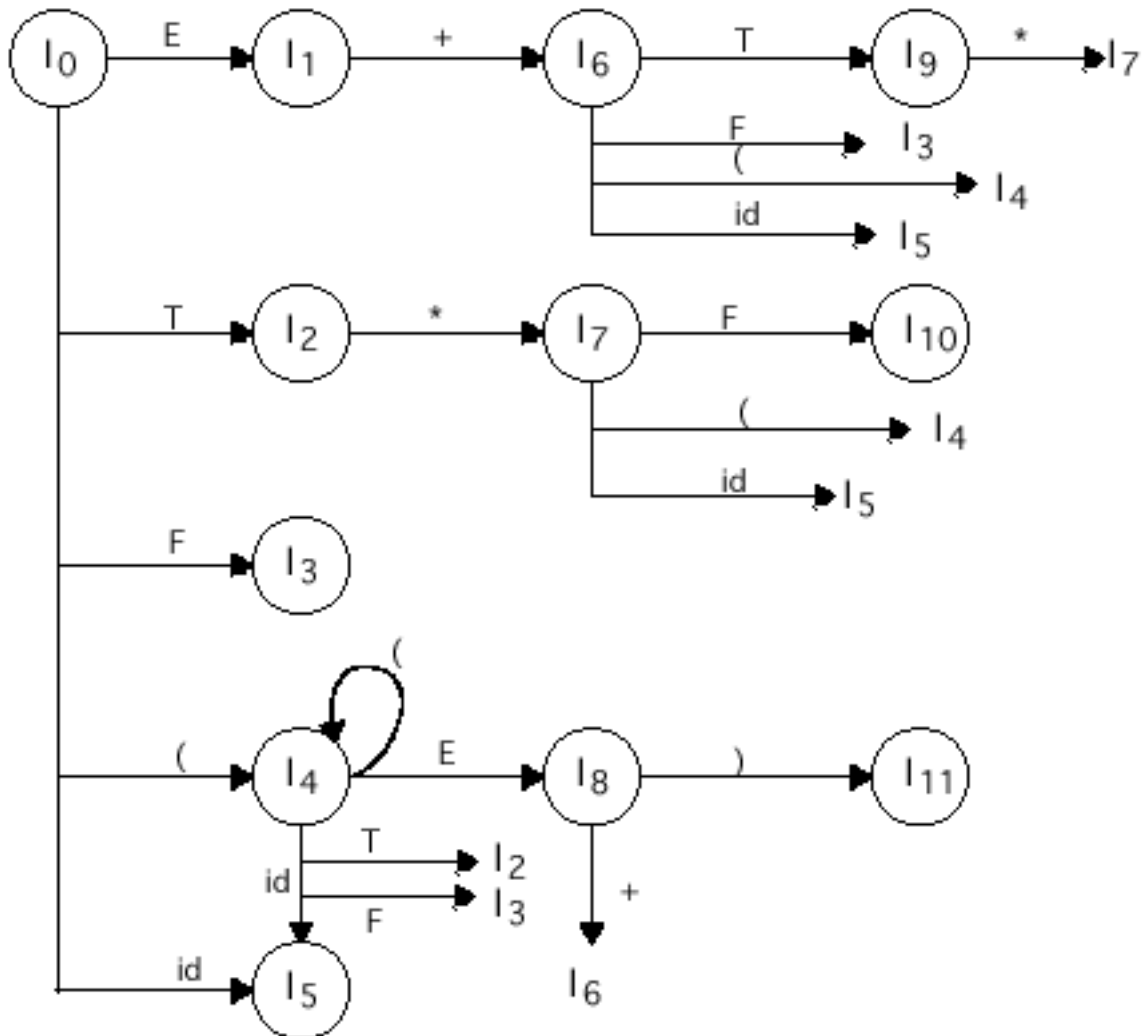 E + T *
I0 I1 I6 I9 I7
F I3
( I4
id I5
T * F
I2 I7 I10
( I4
id I5
F
I3
(
( E )
I4 I8 I11
T I2
id +
I3
F
id I6
I5